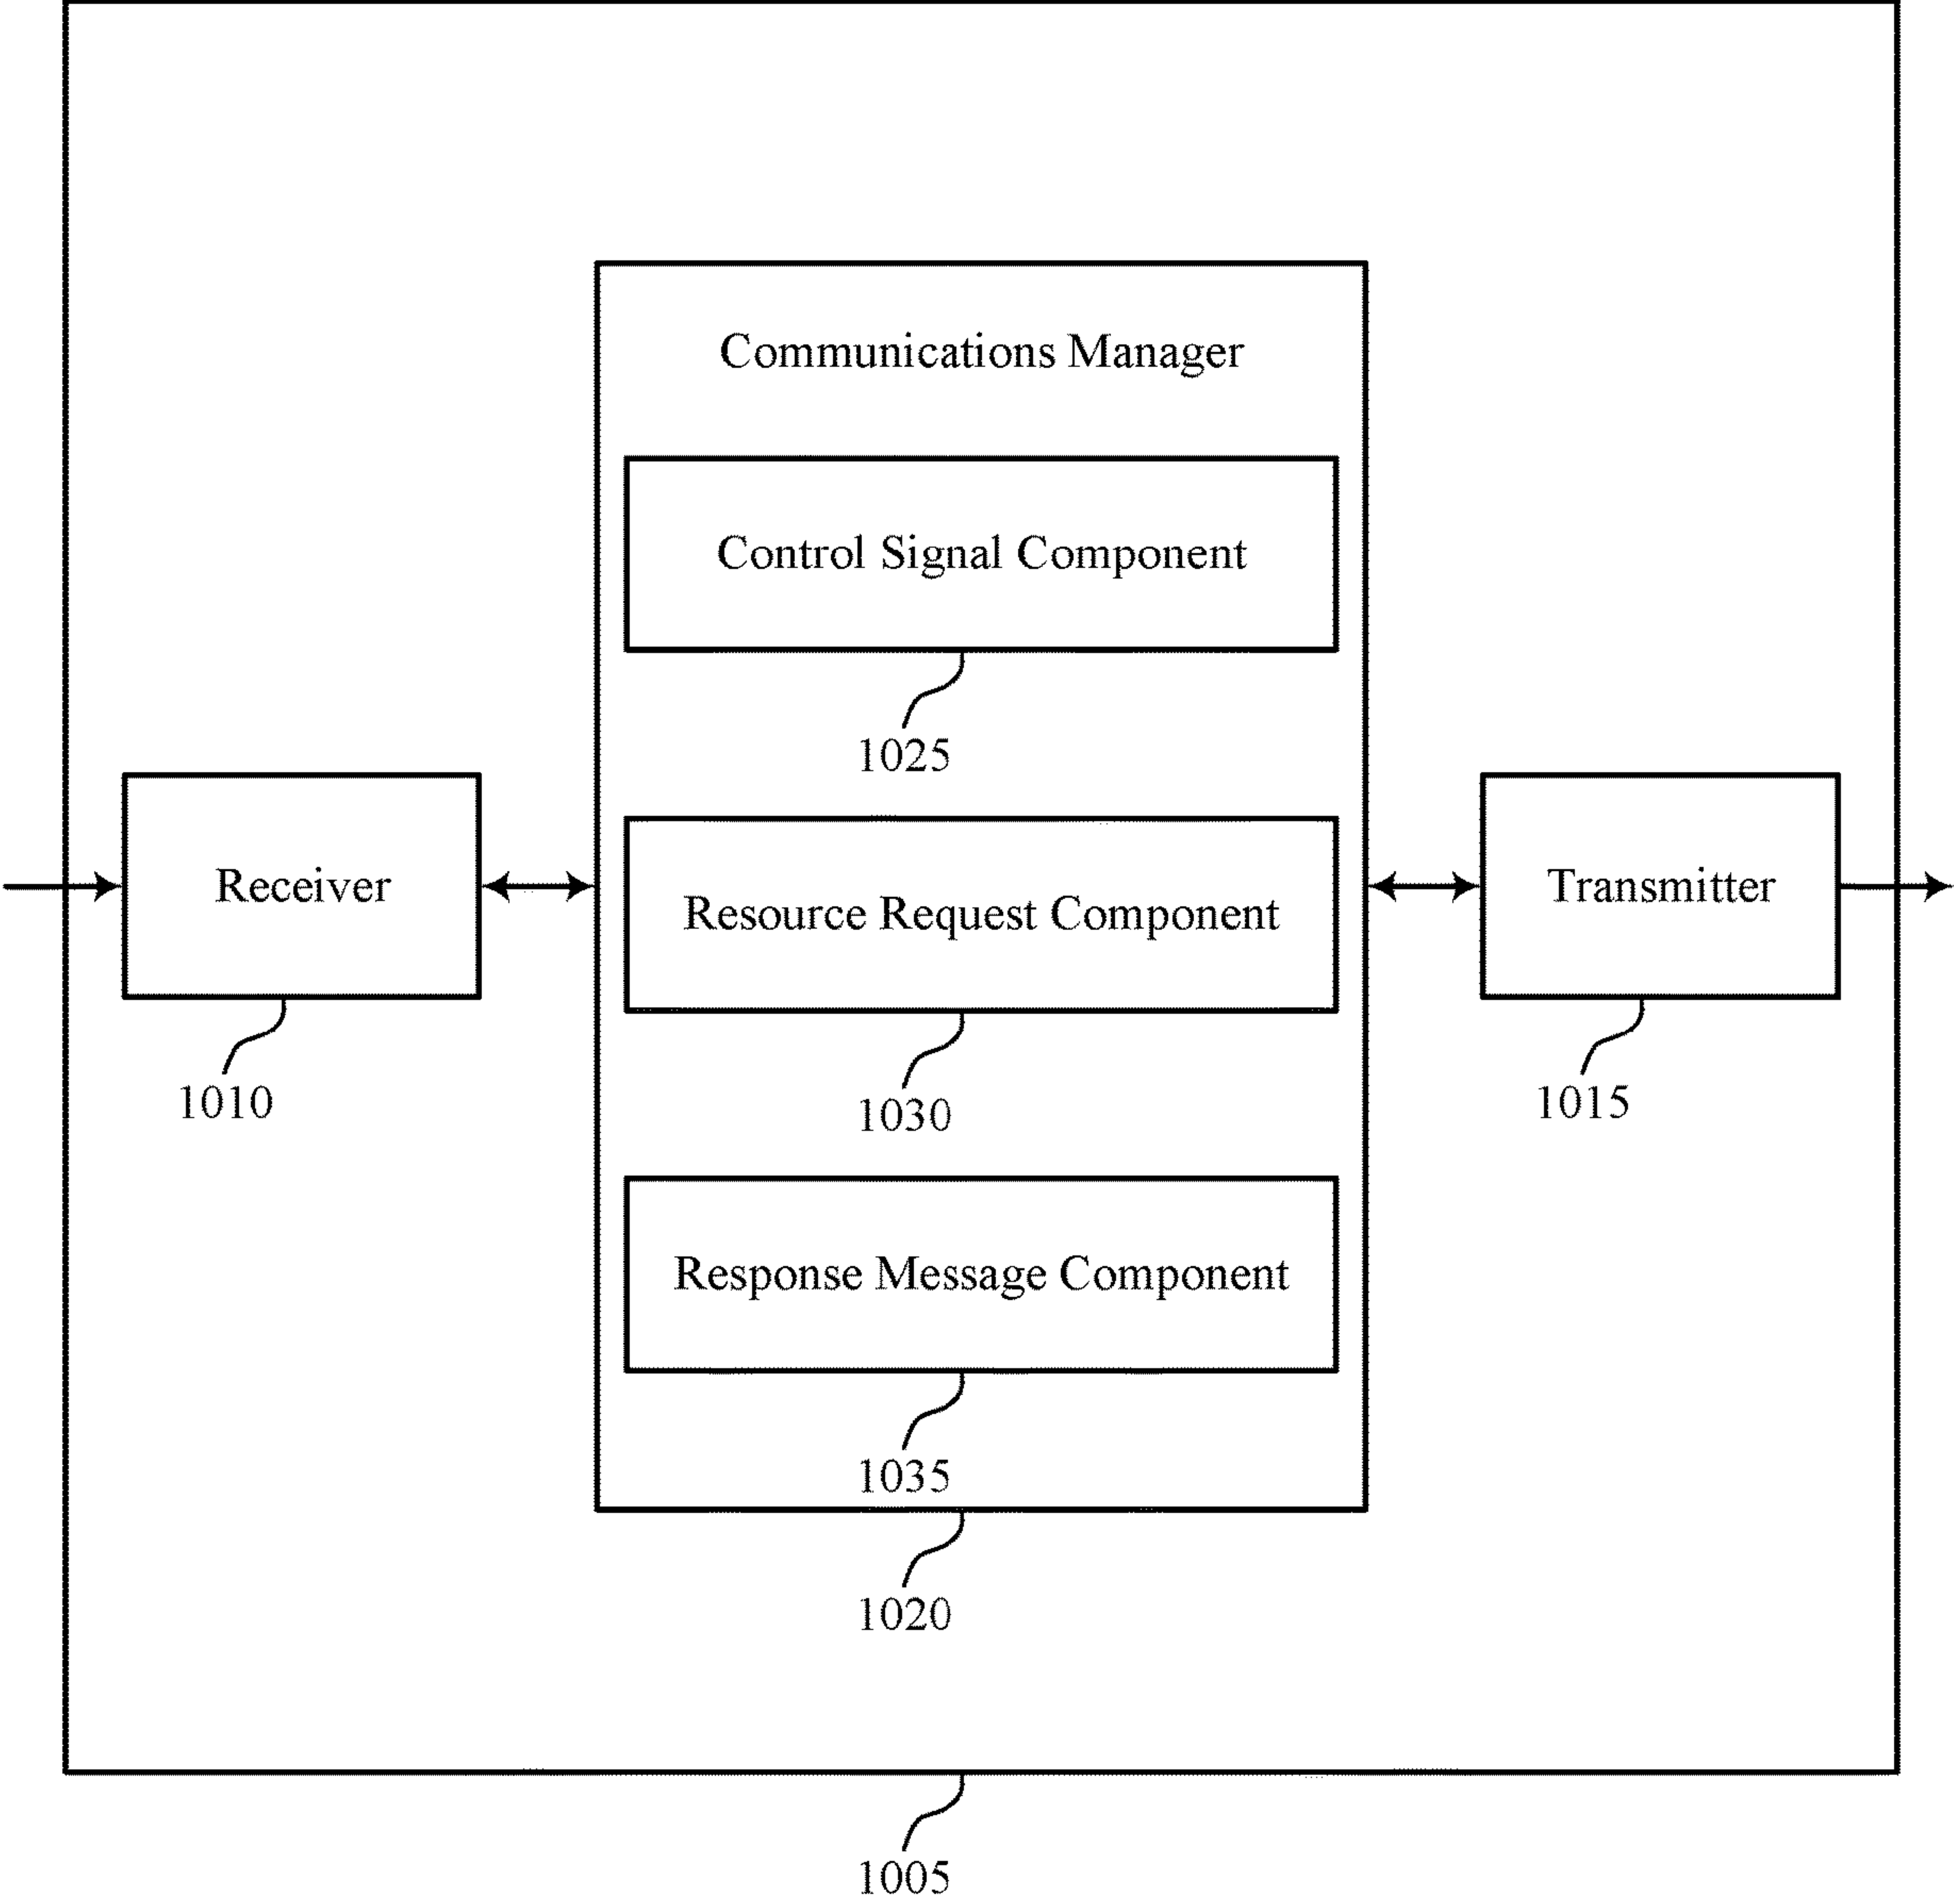 Communications Manager
Control Signal Component
1025
Receiver
1010
Resource Request Component
1030
Transmitter
1015
Response Message Component
1035
1020
1005